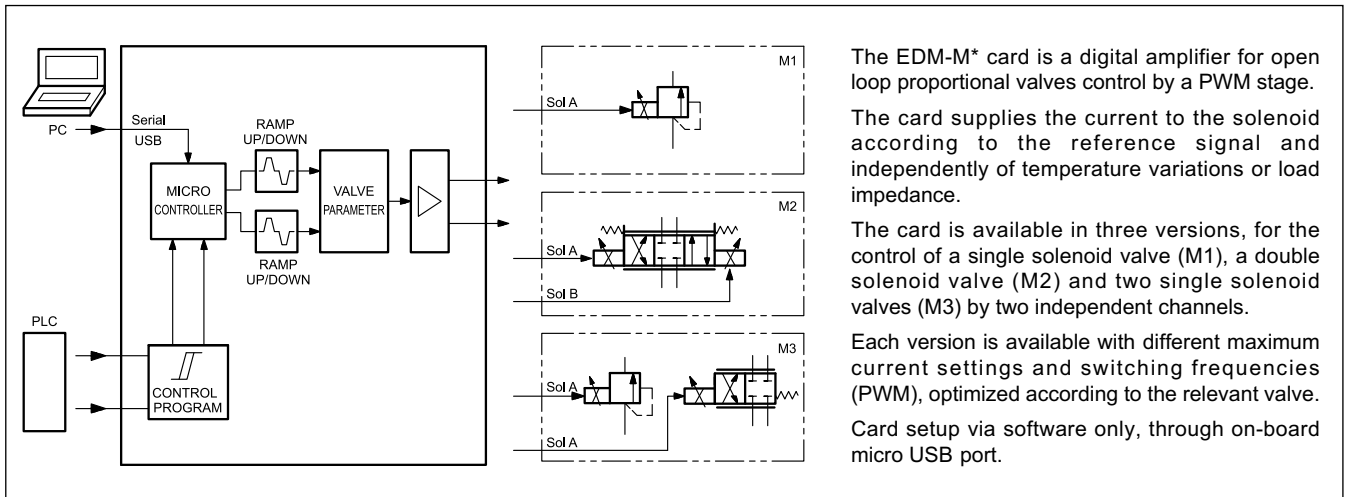 PC
Serial
USB
RAMP
UP/DOWN
MICRO
CONTROLLER
VALVE
PARAMETER
RAMP
UP/DOWN
PLC
CONTROL
PROGRAM
M1
Sol A
M2
Sol A
Sol B
M3
Sol A
Sol A
The EDM-M* card is a digital amplifier for open
loop proportional valves control by a PWM stage.
The card supplies the current to the solenoid
according to the reference signal and
independently of temperature variations or load
impedance.
The card is available in three versions, for the
control of a single solenoid valve (M1), a double
solenoid valve (M2) and two single solenoid
valves (M3) by two independent channels.
Each version is available with different maximum
current settings and switching frequencies
(PWM), optimized according to the relevant valve.
Card setup via software only, through on-board
micro USB port.